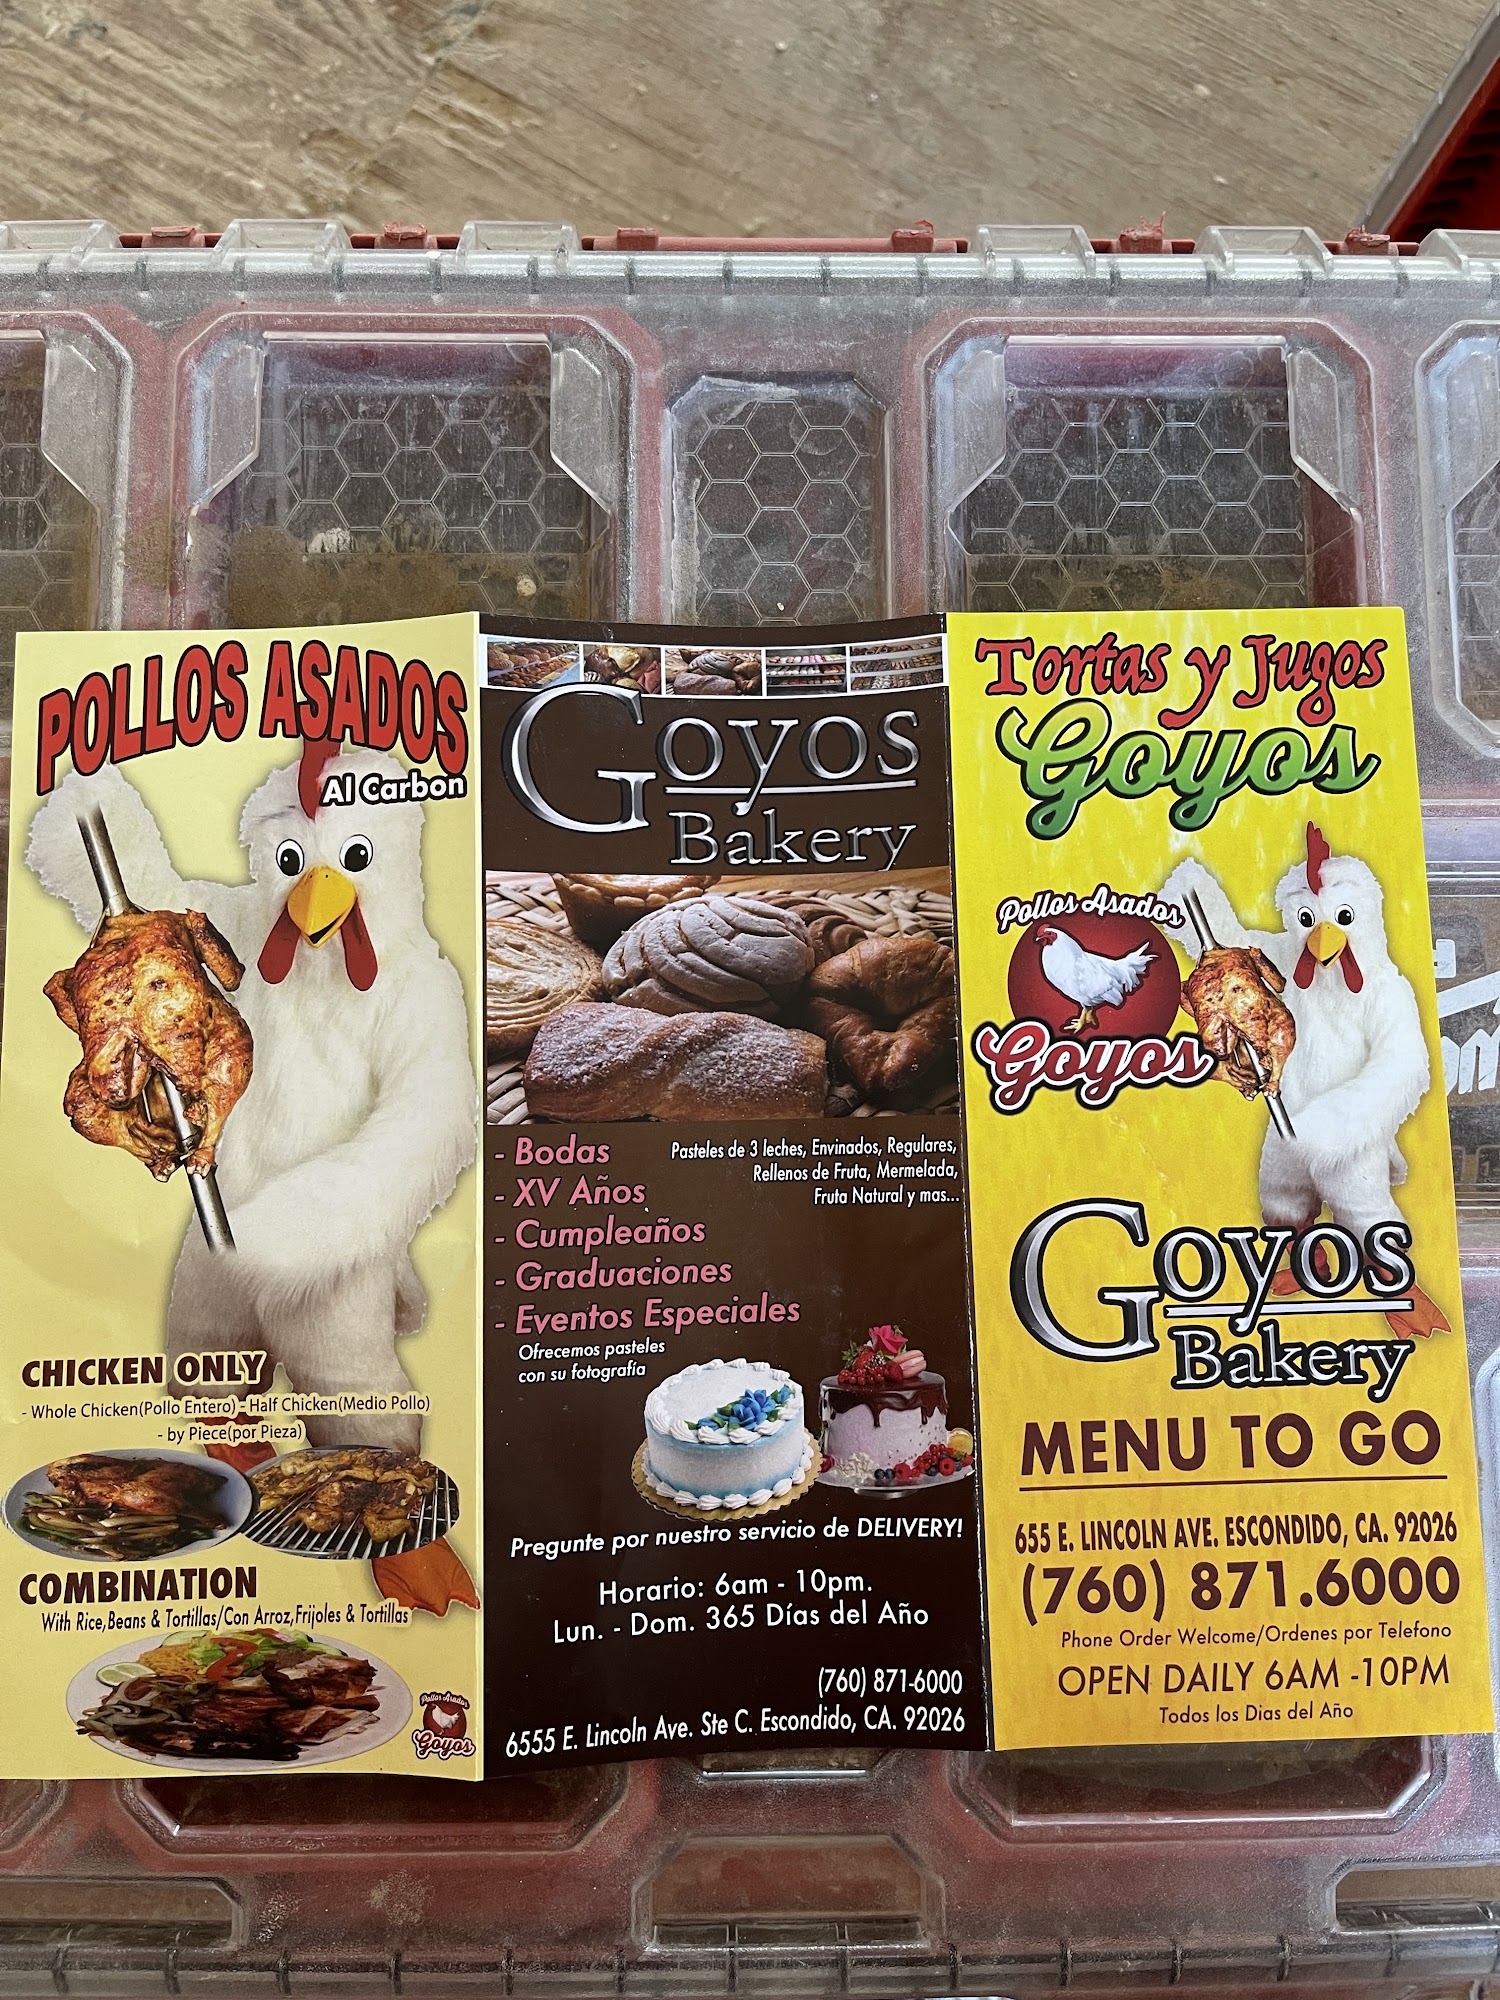 POLLOS ASADOS
Al Carbon
CHICKEN ONLY
- Whole Chicken(Pollo Entero) - Half Chicken(Medio Pollo)
- by Piece(por Pieza)
COMBINATION
With Rice,Beans & Tortillas/Con Arroz,Frijoles & Tortillas
Pollos Asados
Goyos
Goyos
Bakery
- Bodas
- XV Años
- Cumpleaños
- Graduaciones
- Eventos Especiales
Pasteles de 3 leches, Envinados, Regulares,
Rellenos de Fruta, Mermelada,
Fruta Natural y mas...
Ofrecemos pasteles
con su fotografía
Pregunte por nuestro servicio de DELIVERY!
Horario: 6am - 10pm.
Lun. - Dom. 365 Días del Año
(760) 871-6000
6555 E. Lincoln Ave. Ste C. Escondido, CA. 92026
Tortas y Jugos
Goyos
Pollos Asados
Goyos
Goyos
Bakery
MENU TO GO
655 E. LINCOLN AVE. ESCONDIDO, CA. 92026
(760) 871.6000
Phone Order Welcome/Ordenes por Telefono
OPEN DAILY 6AM -10PM
Todos los Dias del Año